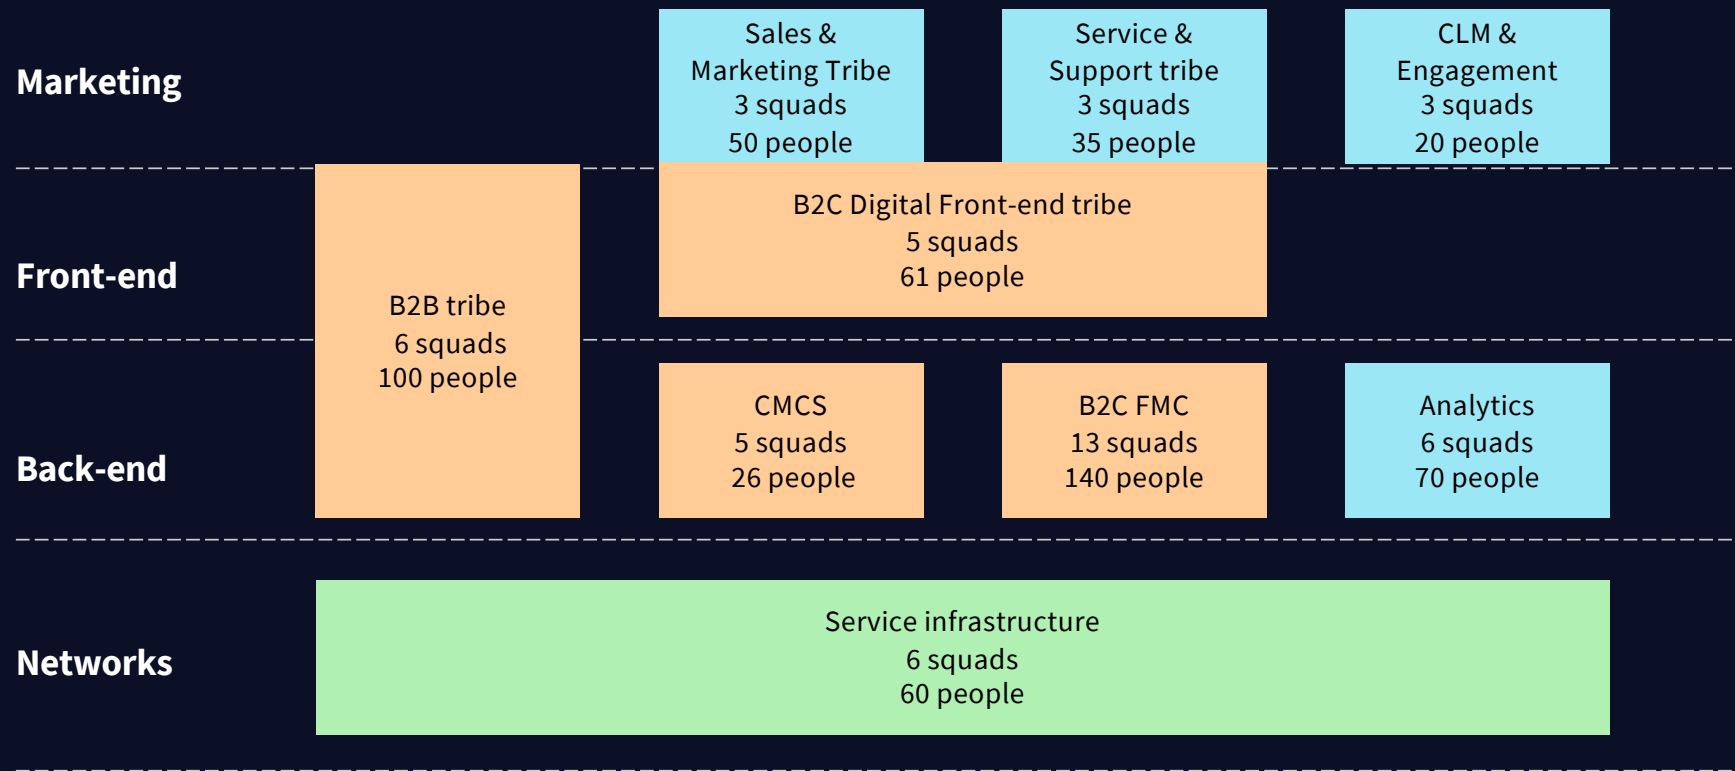 Marketing
Sales &
Marketing Tribe
3 squads
50 people
Service &
Support tribe
3 squads
35 people
CLM &
Engagement
3 squads
20 people
Front-end
B2B tribe
6 squads
100 people
B2C Digital Front-end tribe
5 squads
61 people
Back-end
CMCS
5 squads
26 people
B2C FMC
13 squads
140 people
Analytics
6 squads
70 people
Networks
Service infrastructure
6 squads
60 people